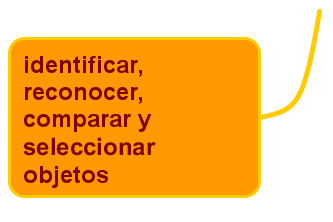 identificar,
reconocer,
comparar y
seleccionar
objetos